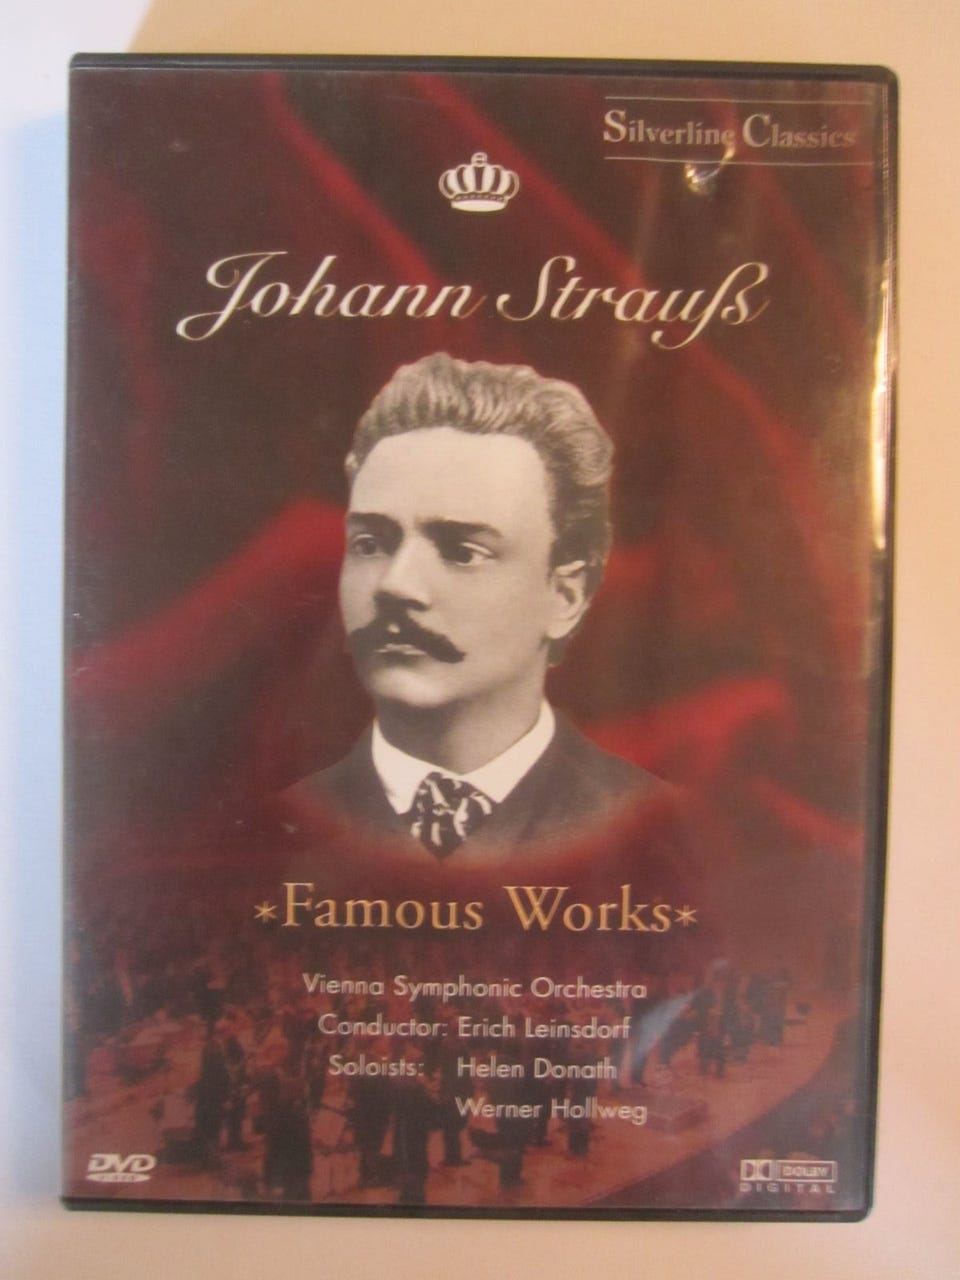 Silverline Classics
Johann Strauß
*Famous Works*
Vienna Symphonic Orchestra
Conductor: Erich Leinsdorf
Soloists: Helen Donath
Werner Hollweg
DVD
VIDEO
DOLBY
DIGITAL